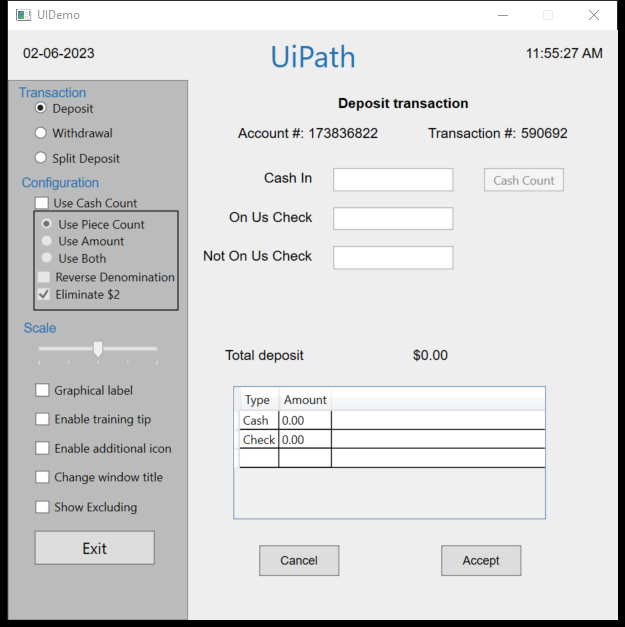 UIDemo
02-06-2023
UiPath
11:55:27 AM
Transaction
Deposit
Withdrawal
Split Deposit
Configuration
Use Cash Count
Use Piece Count
Use Amount
Use Both
Reverse Denomination
Eliminate $2
Scale
Graphical label
Enable training tip
Enable additional icon
Change window title
Show Excluding
Exit
Deposit transaction
Account #: 173836822 Transaction #: 590692
Cash In Cash Count
On Us Check
Not On Us Check
Total deposit $0.00
Type Amount
Cash 0.00
Check 0.00
Cancel Accept